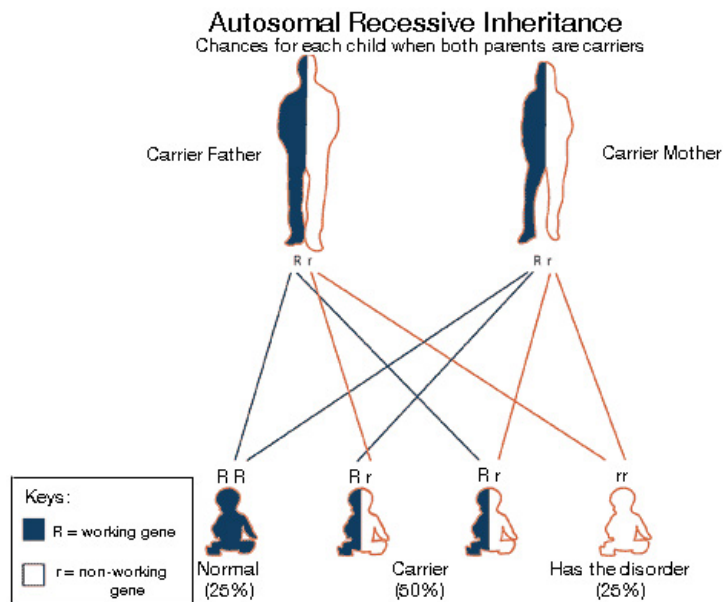 Autosomal Recessive Inheritance
Chances for each child when both parents are carriers
Carrier Father
Carrier Mother
R r
R r
R R
R r
R r
rr
Keys:
R = working gene
r = non-working
gene
Normal
(25%)
Carrier
(50%)
Has the disorder
(25%)